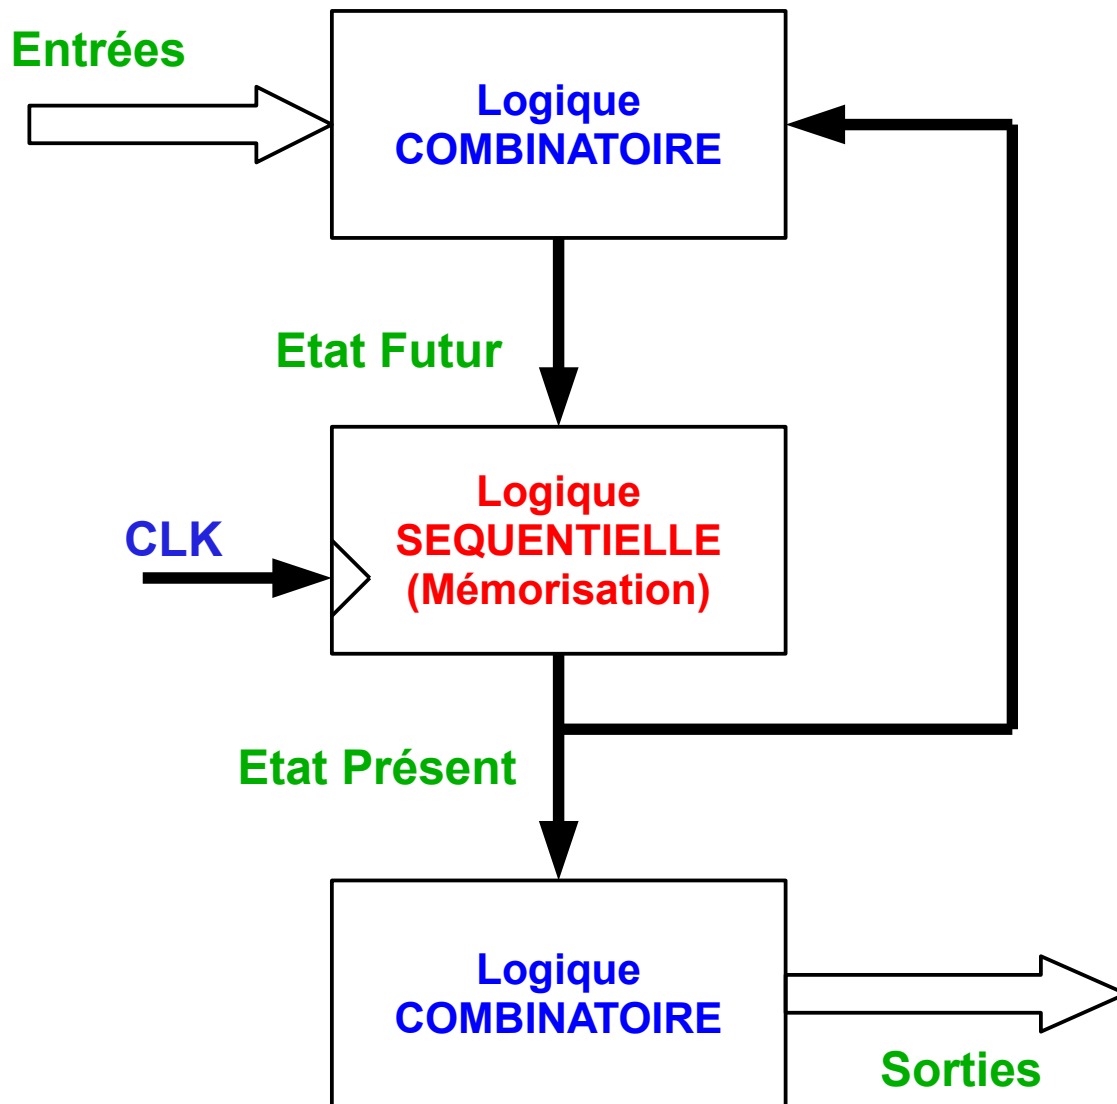 Entrées
Logique
COMBINATOIRE
Etat Futur
CLK
Logique
SEQUENTIELLE
(Mémorisation)
Etat Présent
Logique
COMBINATOIRE
Sorties